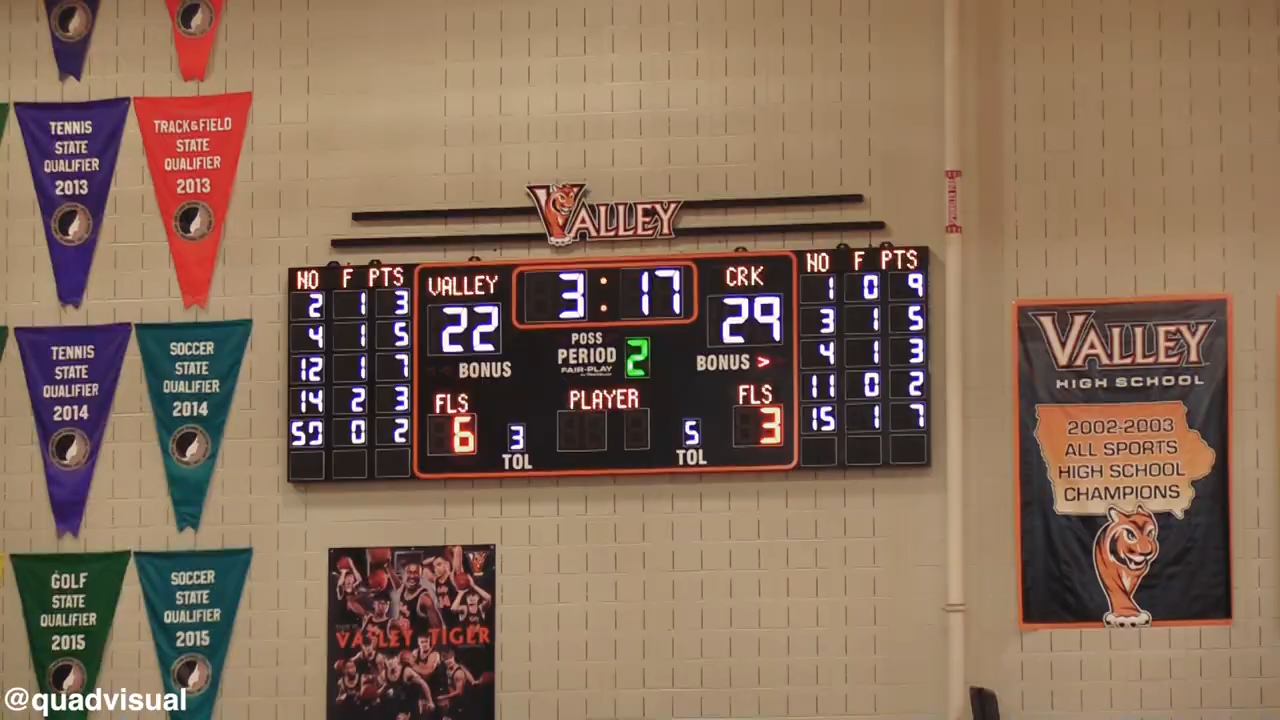 TENNIS
STATE
QUALIFIER
2013
TRACK&FIELD
STATE
QUALIFIER
2013
TENNIS
STATE
QUALIFIER
2014
SOCCER
STATE
QUALIFIER
2014
GOLF
STATE
QUALIFIER
2015
SOCCER
STATE
QUALIFIER
2015
VALLEY
NO F PTS
2 1 3
4 1 5
12 1 7
14 2 3
50 0 2
VALLEY 3:17 CRK
22 29
POSS
PERIOD 2
FAIR-PLAY
BONUS BONUS >
FLS PLAYER FLS
6 3
3 5
TOL TOL
NO F PTS
1 0 9
3 1 5
4 1 3
11 0 2
15 1 7
VALLEY
HIGH SCHOOL
2002-2003
ALL SPORTS
HIGH SCHOOL
CHAMPIONS
VALLEY TIGER
@quadvisual